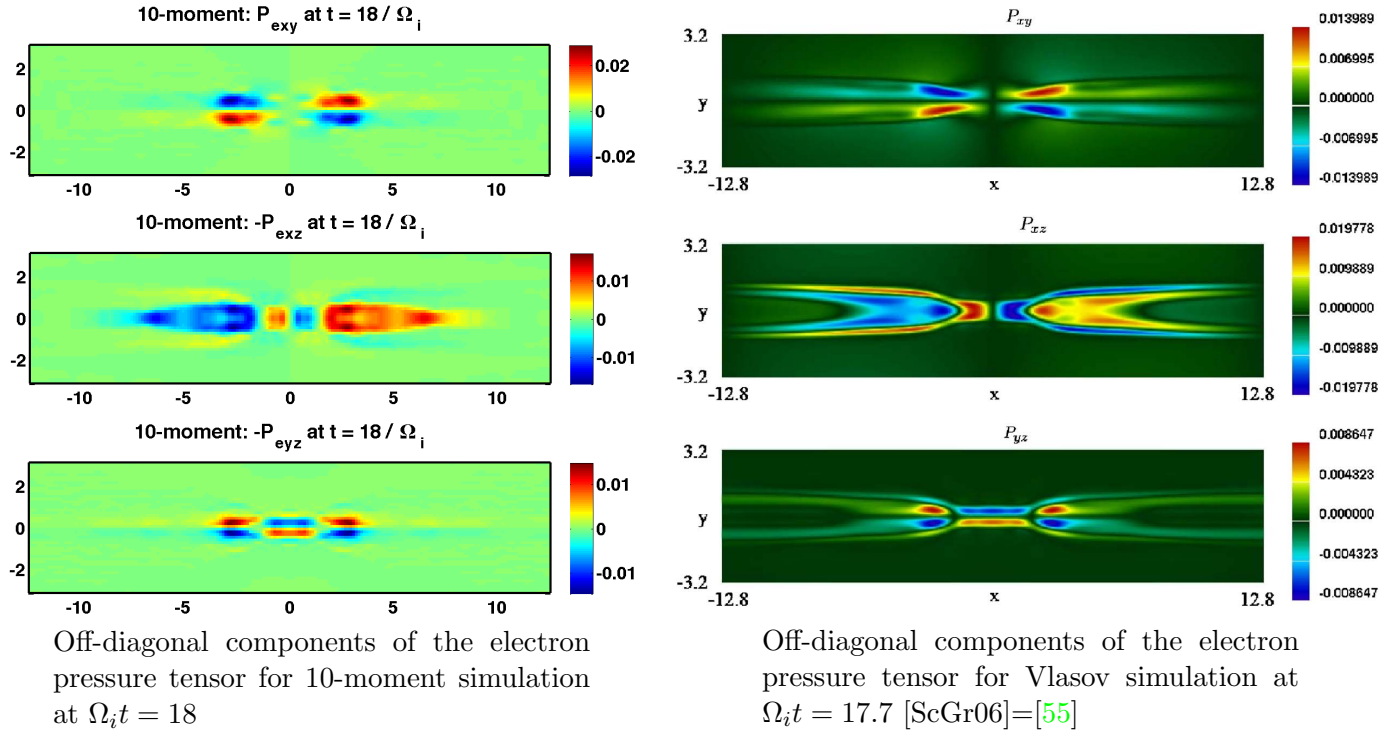 10-moment: P_exy at t = 18 / Ω_i
2
0
-2
-10 -5 0 5 10
0.02
0
-0.02
10-moment: -P_exz at t = 18 / Ω_i
2
0
-2
-10 -5 0 5 10
0.01
0
-0.01
10-moment: -P_eyz at t = 18 / Ω_i
2
0
-2
-10 -5 0 5 10
0.01
0
-0.01
Off-diagonal components of the electron
pressure tensor for 10-moment simulation
at Ω_i t = 18
P_xy
3.2
y
-3.2
-12.8 x 12.8
0.013989
0.006995
0.000000
-0.006995
-0.013989
P_xz
3.2
y
-3.2
-12.8 x 12.8
0.019778
0.009889
0.000000
-0.009889
-0.019778
P_yz
3.2
y
-3.2
-12.8 x 12.8
0.008647
0.004323
0.000000
-0.004323
-0.008647
Off-diagonal components of the electron
pressure tensor for Vlasov simulation at
Ω_i t = 17.7 [ScGr06]=[55]